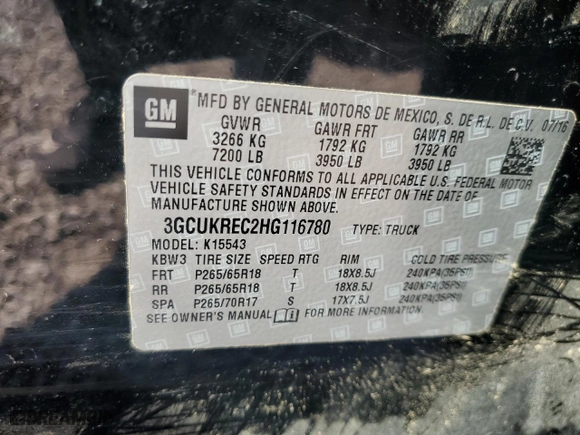 GM
*MFD BY GENERAL MOTORS DE MEXICO, S. DE R.L. DE C.V. 07/16
GVWR GAWR FRT GAWR RR
3266 KG 1792 KG 1792 KG
7200 LB 3950 LB 3950 LB
THIS VEHICLE CONFORMS TO ALL APPLICABLE U.S. FEDERAL MOTOR
VEHICLE SAFETY STANDARDS IN EFFECT ON THE DATE OF
MANUFACTURE SHOWN ABOVE.
3GCUKREC2HG116780 TYPE: TRUCK
MODEL: K15543
KBW3 TIRE SIZE SPEED RTG RIM COLD TIRE PRESSURE
FRT P265/65R18 T 18X8.5J 240KPA(35PSI)
RR P265/65R18 T 18X8.5J 240KPA(35PSI)
SPA P265/70R17 S 17X7.5J 240KPA(35PSI)
SEE OWNER'S MANUAL FOR MORE INFORMATION.